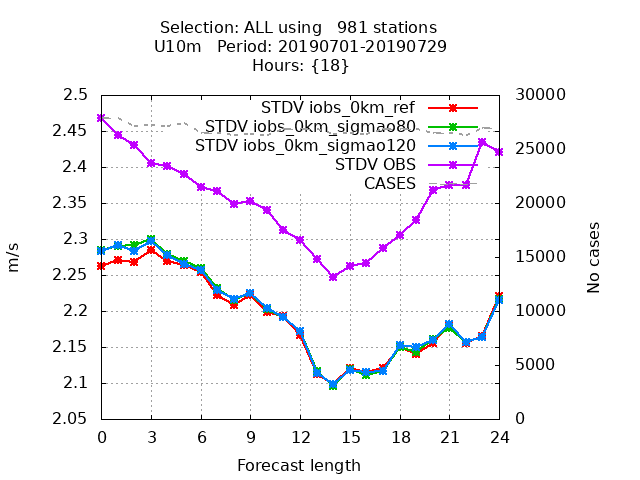 Selection: ALL using   981 stations
U10m   Period: 20190701-20190729
Hours: {18}
2.5
2.45
2.4
2.35
2.3
2.25
2.2
2.15
2.1
2.05
30000
25000
20000
15000
10000
5000
0
STDV iobs_0km_ref
STDV iobs_0km_sigmao80
STDV iobs_0km_sigmao120
STDV OBS
CASES
m/s
No cases
0 3 6 9 12 15 18 21 24
Forecast length